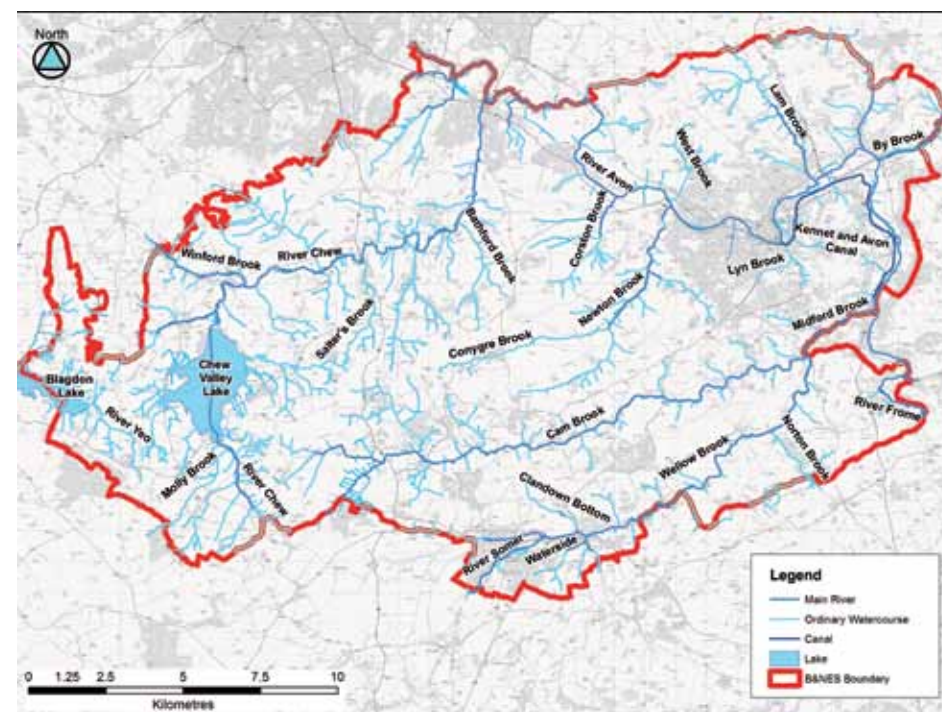 North
Lam Brook
By Brook
West Brook
River Avon
Corston Brook
Bathford Brook
Kennet and Avon
Canal
Lyn Brook
Winford Brook
River Chew
Newton Brook
Midford Brook
Salter's Brook
Conygre Brook
Chew
Valley
Lake
Blagdon
Lake
River Frome
River Yeo
Cam Brook
Norton Brook
Molly Brook
River Chew
Wellow Brook
Clandown Bottom
River Somer
Waterside
Legend
Main River
Ordinary Watercourse
Canal
Lake
B&NES Boundary
0 1.25 2.5 5 7.5 10
Kilometres